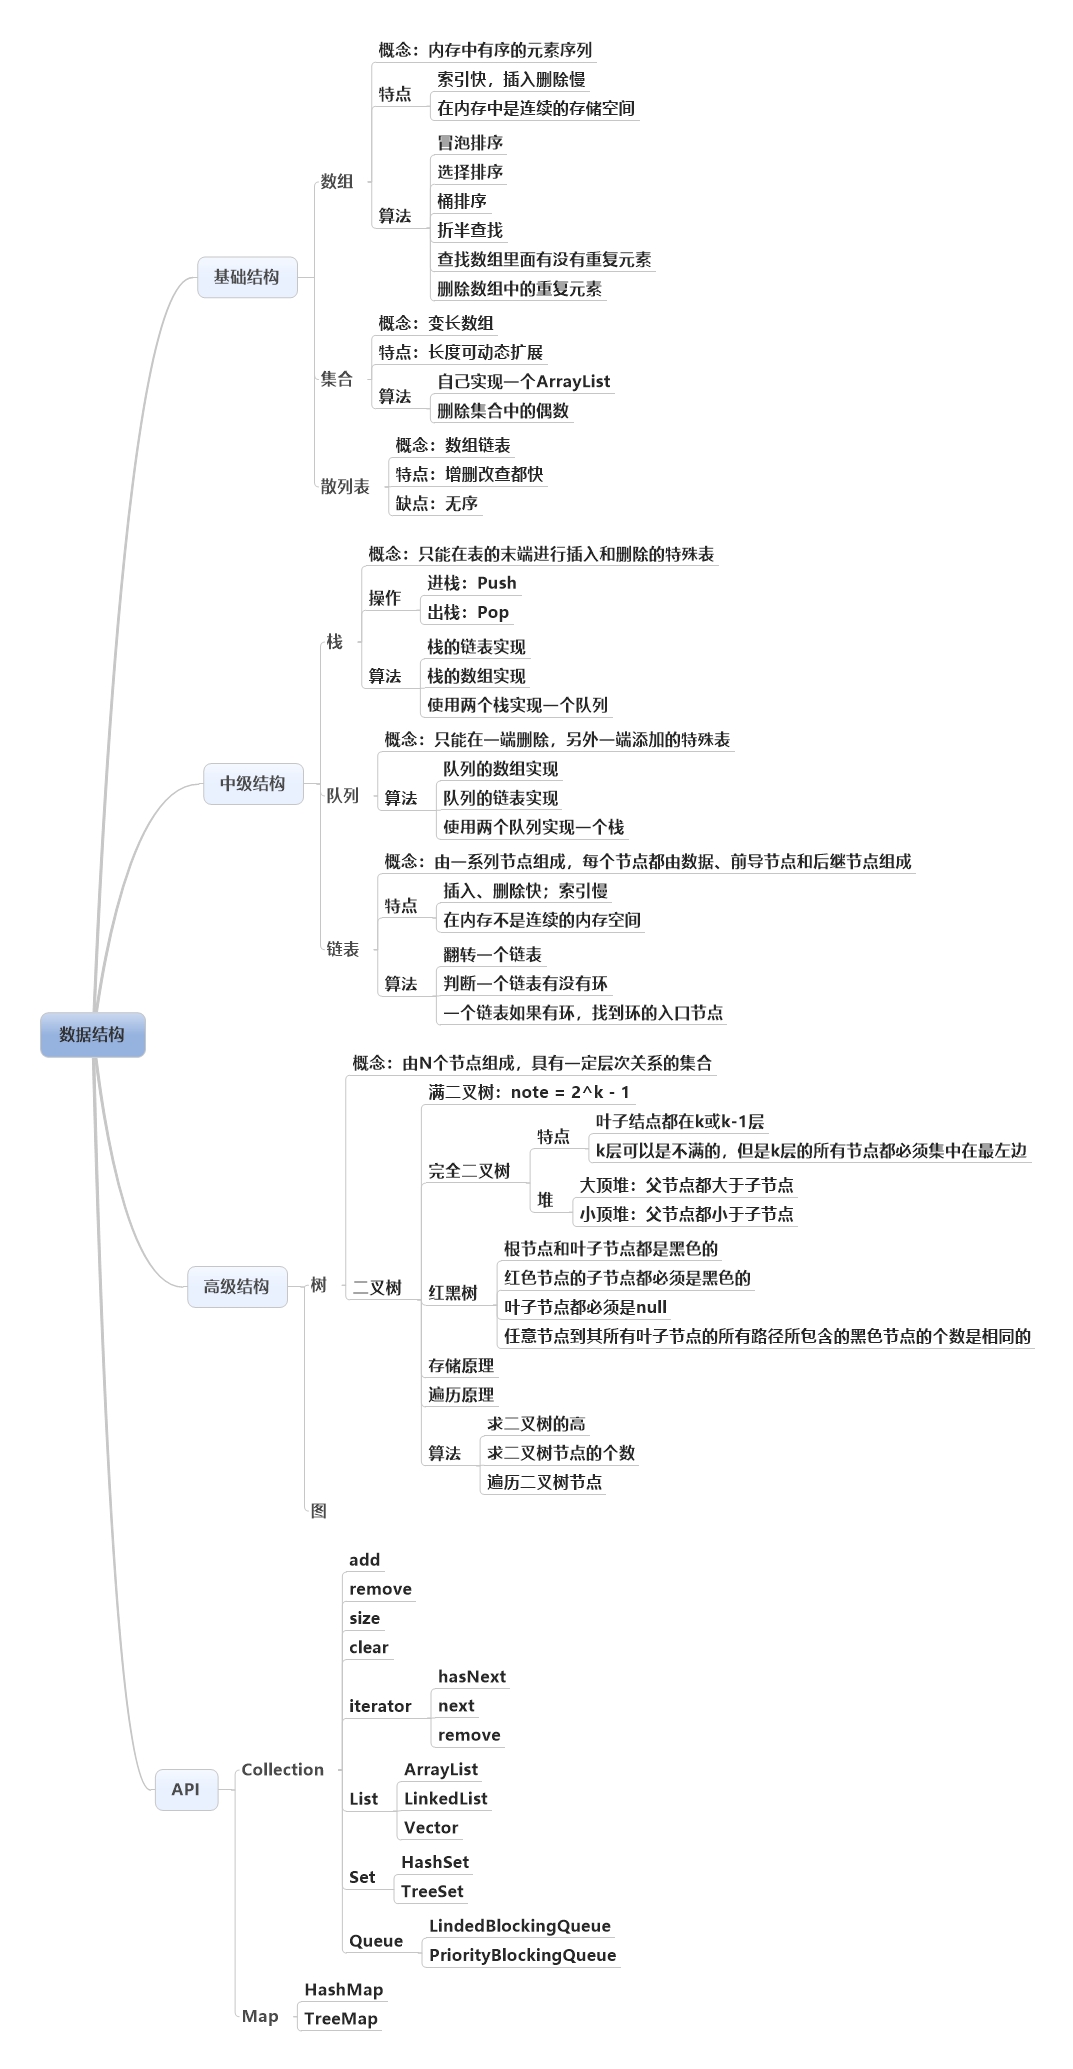 数据结构
基础结构
数组
概念：内存中有序的元素序列
特点
索引快，插入删除慢
在内存中是连续的存储空间
算法
冒泡排序
选择排序
桶排序
折半查找
查找数组里面有没有重复元素
删除数组中的重复元素
集合
概念：变长数组
特点：长度可动态扩展
算法
自己实现一个ArrayList
删除集合中的偶数
散列表
概念：数组链表
特点：增删改查都快
缺点：无序
中级结构
栈
概念：只能在表的末端进行插入和删除的特殊表
操作
进栈：Push
出栈：Pop
算法
栈的链表实现
栈的数组实现
使用两个栈实现一个队列
队列
概念：只能在一端删除，另外一端添加的特殊表
算法
队列的数组实现
队列的链表实现
使用两个队列实现一个栈
链表
概念：由一系列节点组成，每个节点都由数据、前导节点和后继节点组成
特点
插入、删除快；索引慢
在内存不是连续的内存空间
算法
翻转一个链表
判断一个链表有没有环
一个链表如果有环，找到环的入口节点
高级结构
树
概念：由N个节点组成，具有一定层次关系的集合
二叉树
满二叉树：note = 2^k - 1
完全二叉树
特点
叶子结点都在k或k-1层
k层可以是不满的，但是k层的所有节点都必须集中在最左边
堆
大顶堆：父节点都大于子节点
小顶堆：父节点都小于子节点
红黑树
根节点和叶子节点都是黑色的
红色节点的子节点都必须是黑色的
叶子节点都必须是null
任意节点到其所有叶子节点的所有路径所包含的黑色节点的个数是相同的
存储原理
遍历原理
算法
求二叉树的高
求二叉树节点的个数
遍历二叉树节点
图
API
Collection
add
remove
size
clear
iterator
hasNext
next
remove
List
ArrayList
LinkedList
Vector
Set
HashSet
TreeSet
Queue
LindedBlockingQueue
PriorityBlockingQueue
Map
HashMap
TreeMap